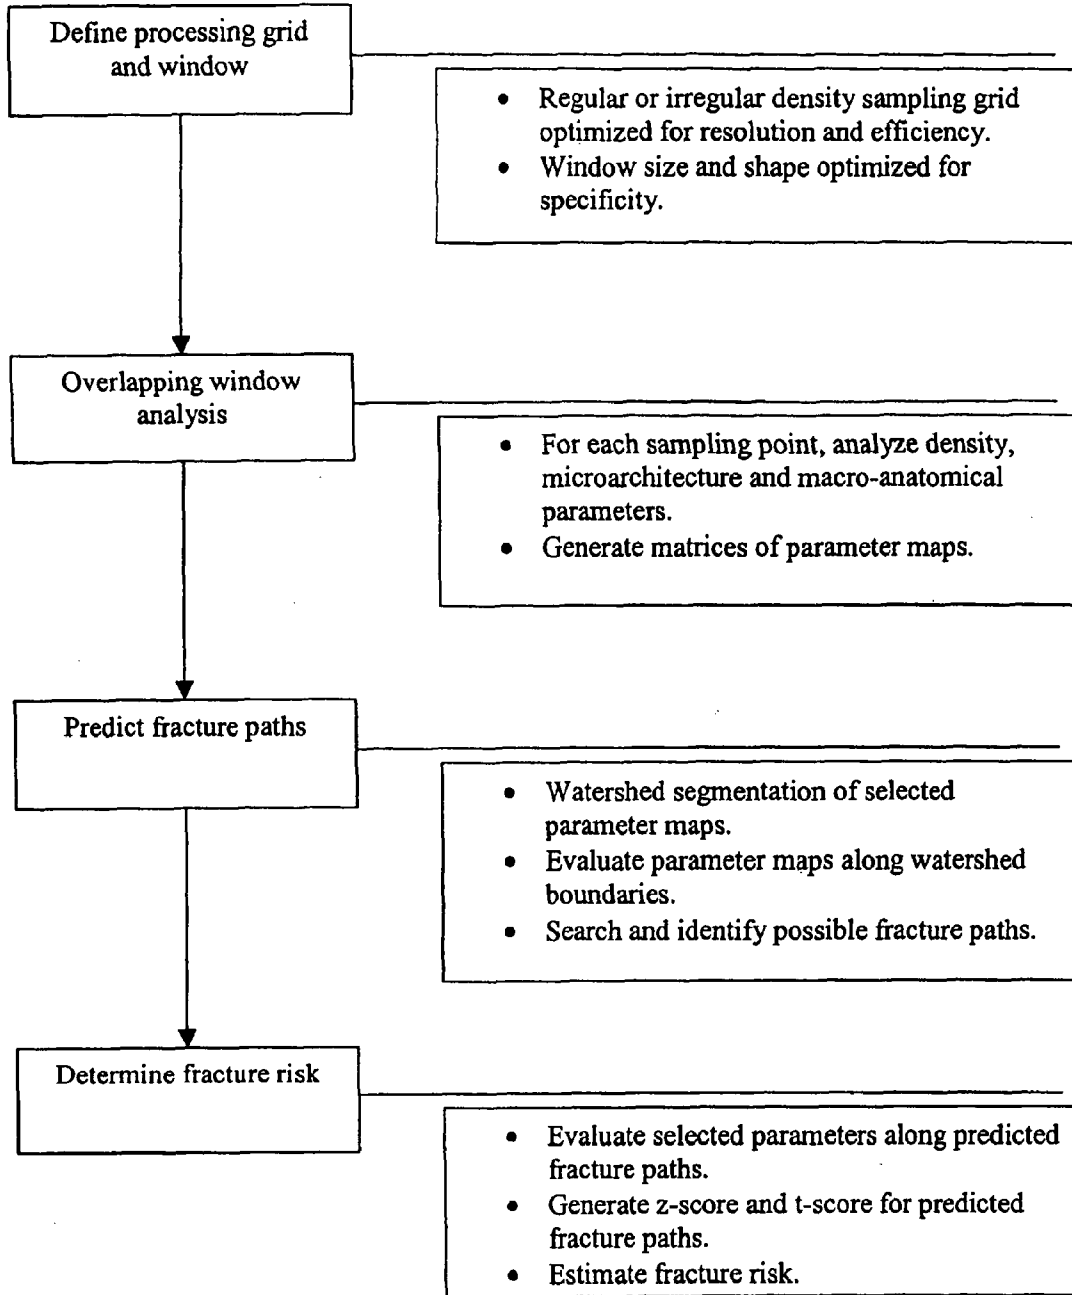 Define processing grid
and window
• Regular or irregular density sampling grid
optimized for resolution and efficiency.
• Window size and shape optimized for
specificity.
Overlapping window
analysis
• For each sampling point, analyze density,
microarchitecture and macro-anatomical
parameters.
• Generate matrices of parameter maps.
Predict fracture paths
• Watershed segmentation of selected
parameter maps.
• Evaluate parameter maps along watershed
boundaries.
• Search and identify possible fracture paths.
Determine fracture risk
• Evaluate selected parameters along predicted
fracture paths.
• Generate z-score and t-score for predicted
fracture paths.
• Estimate fracture risk.